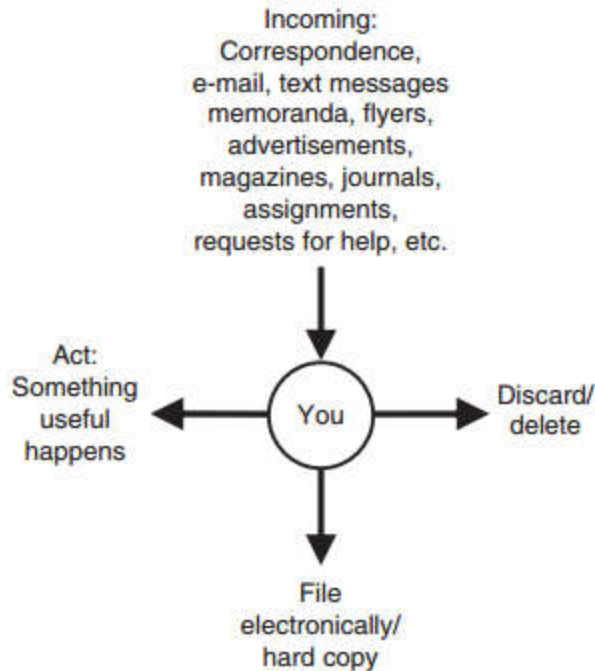 Incoming:
Correspondence,
e-mail, text messages
memoranda, flyers,
advertisements,
magazines, journals,
assignments,
requests for help, etc.
Act:
Something
useful
happens
You
Discard/
delete
File
electronically/
hard copy